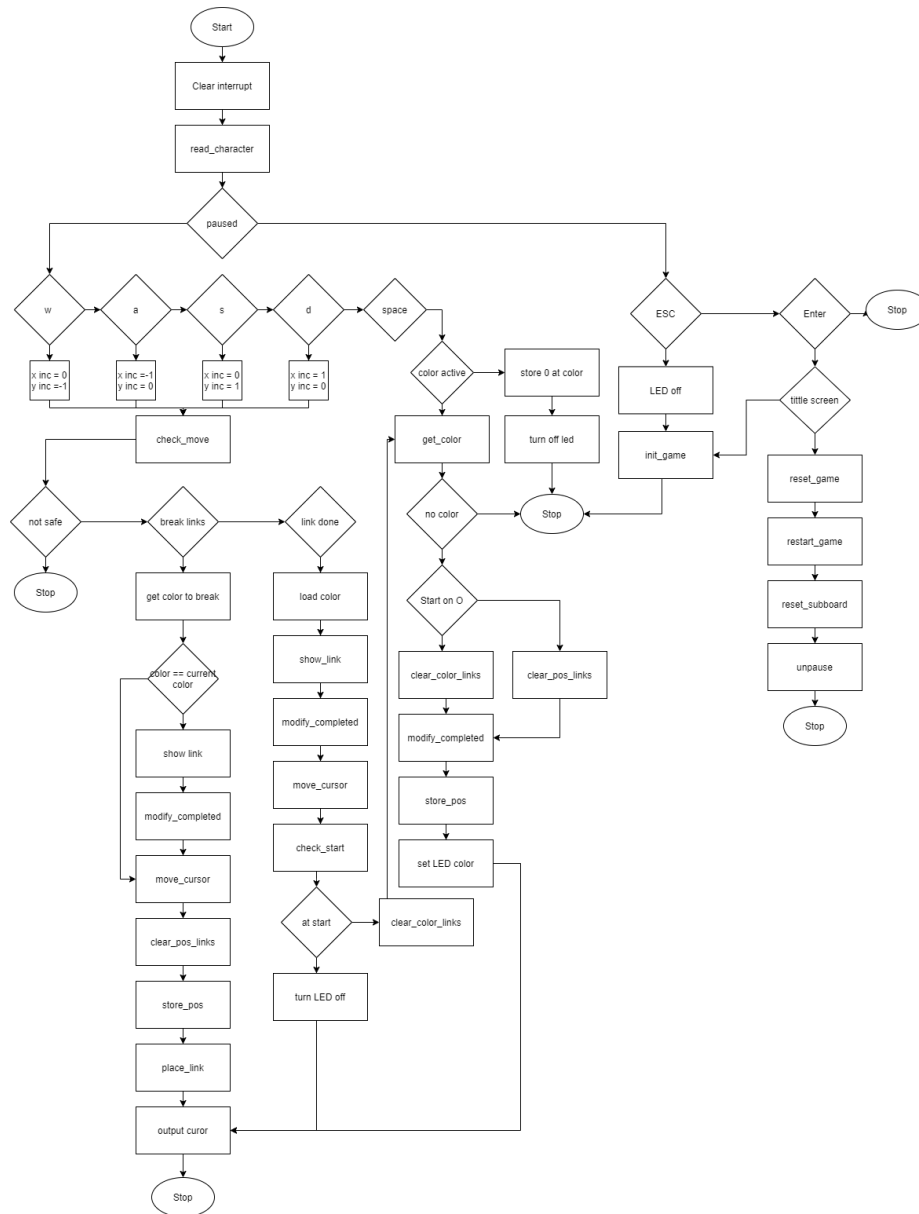 Start
Clear interrupt
read_character
paused
w
a
s
d
space
ESC
Enter
Stop
x inc = 0
y inc =-1
x inc =-1
y inc = 0
x inc = 0
y inc = 1
x inc = 1
y inc = 0
color active
store 0 at color
LED off
tittle screen
check_move
get_color
turn off led
init_game
reset_game
not safe
break links
link done
no color
Stop
restart_game
Stop
get color to break
load color
Start on O
reset_subboard
color == current
color
show_link
clear_color_links
clear_pos_links
unpause
show link
modify_completed
modify_completed
Stop
modify_completed
move_cursor
store_pos
move_cursor
check_start
set LED color
clear_pos_links
at start
clear_color_links
store_pos
turn LED off
place_link
output curor
Stop